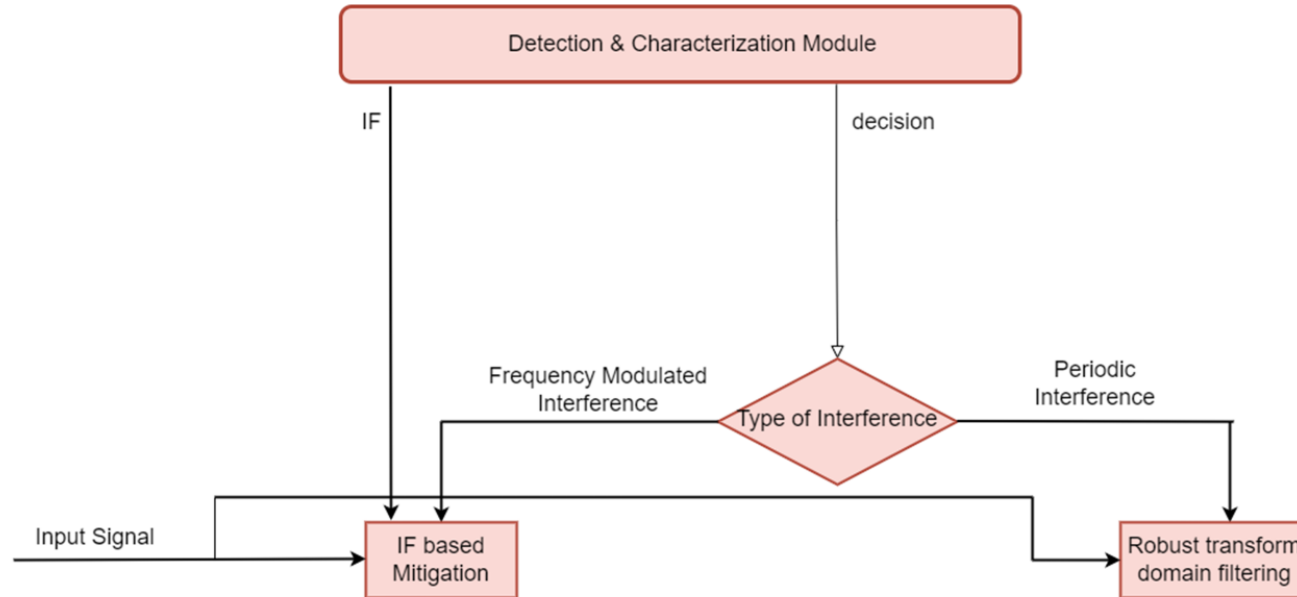 Detection & Characterization Module
IF
decision
Frequency Modulated
Interference
Periodic
Interference
Type of Interference
Input Signal
IF based
Mitigation
Robust transform
domain filtering